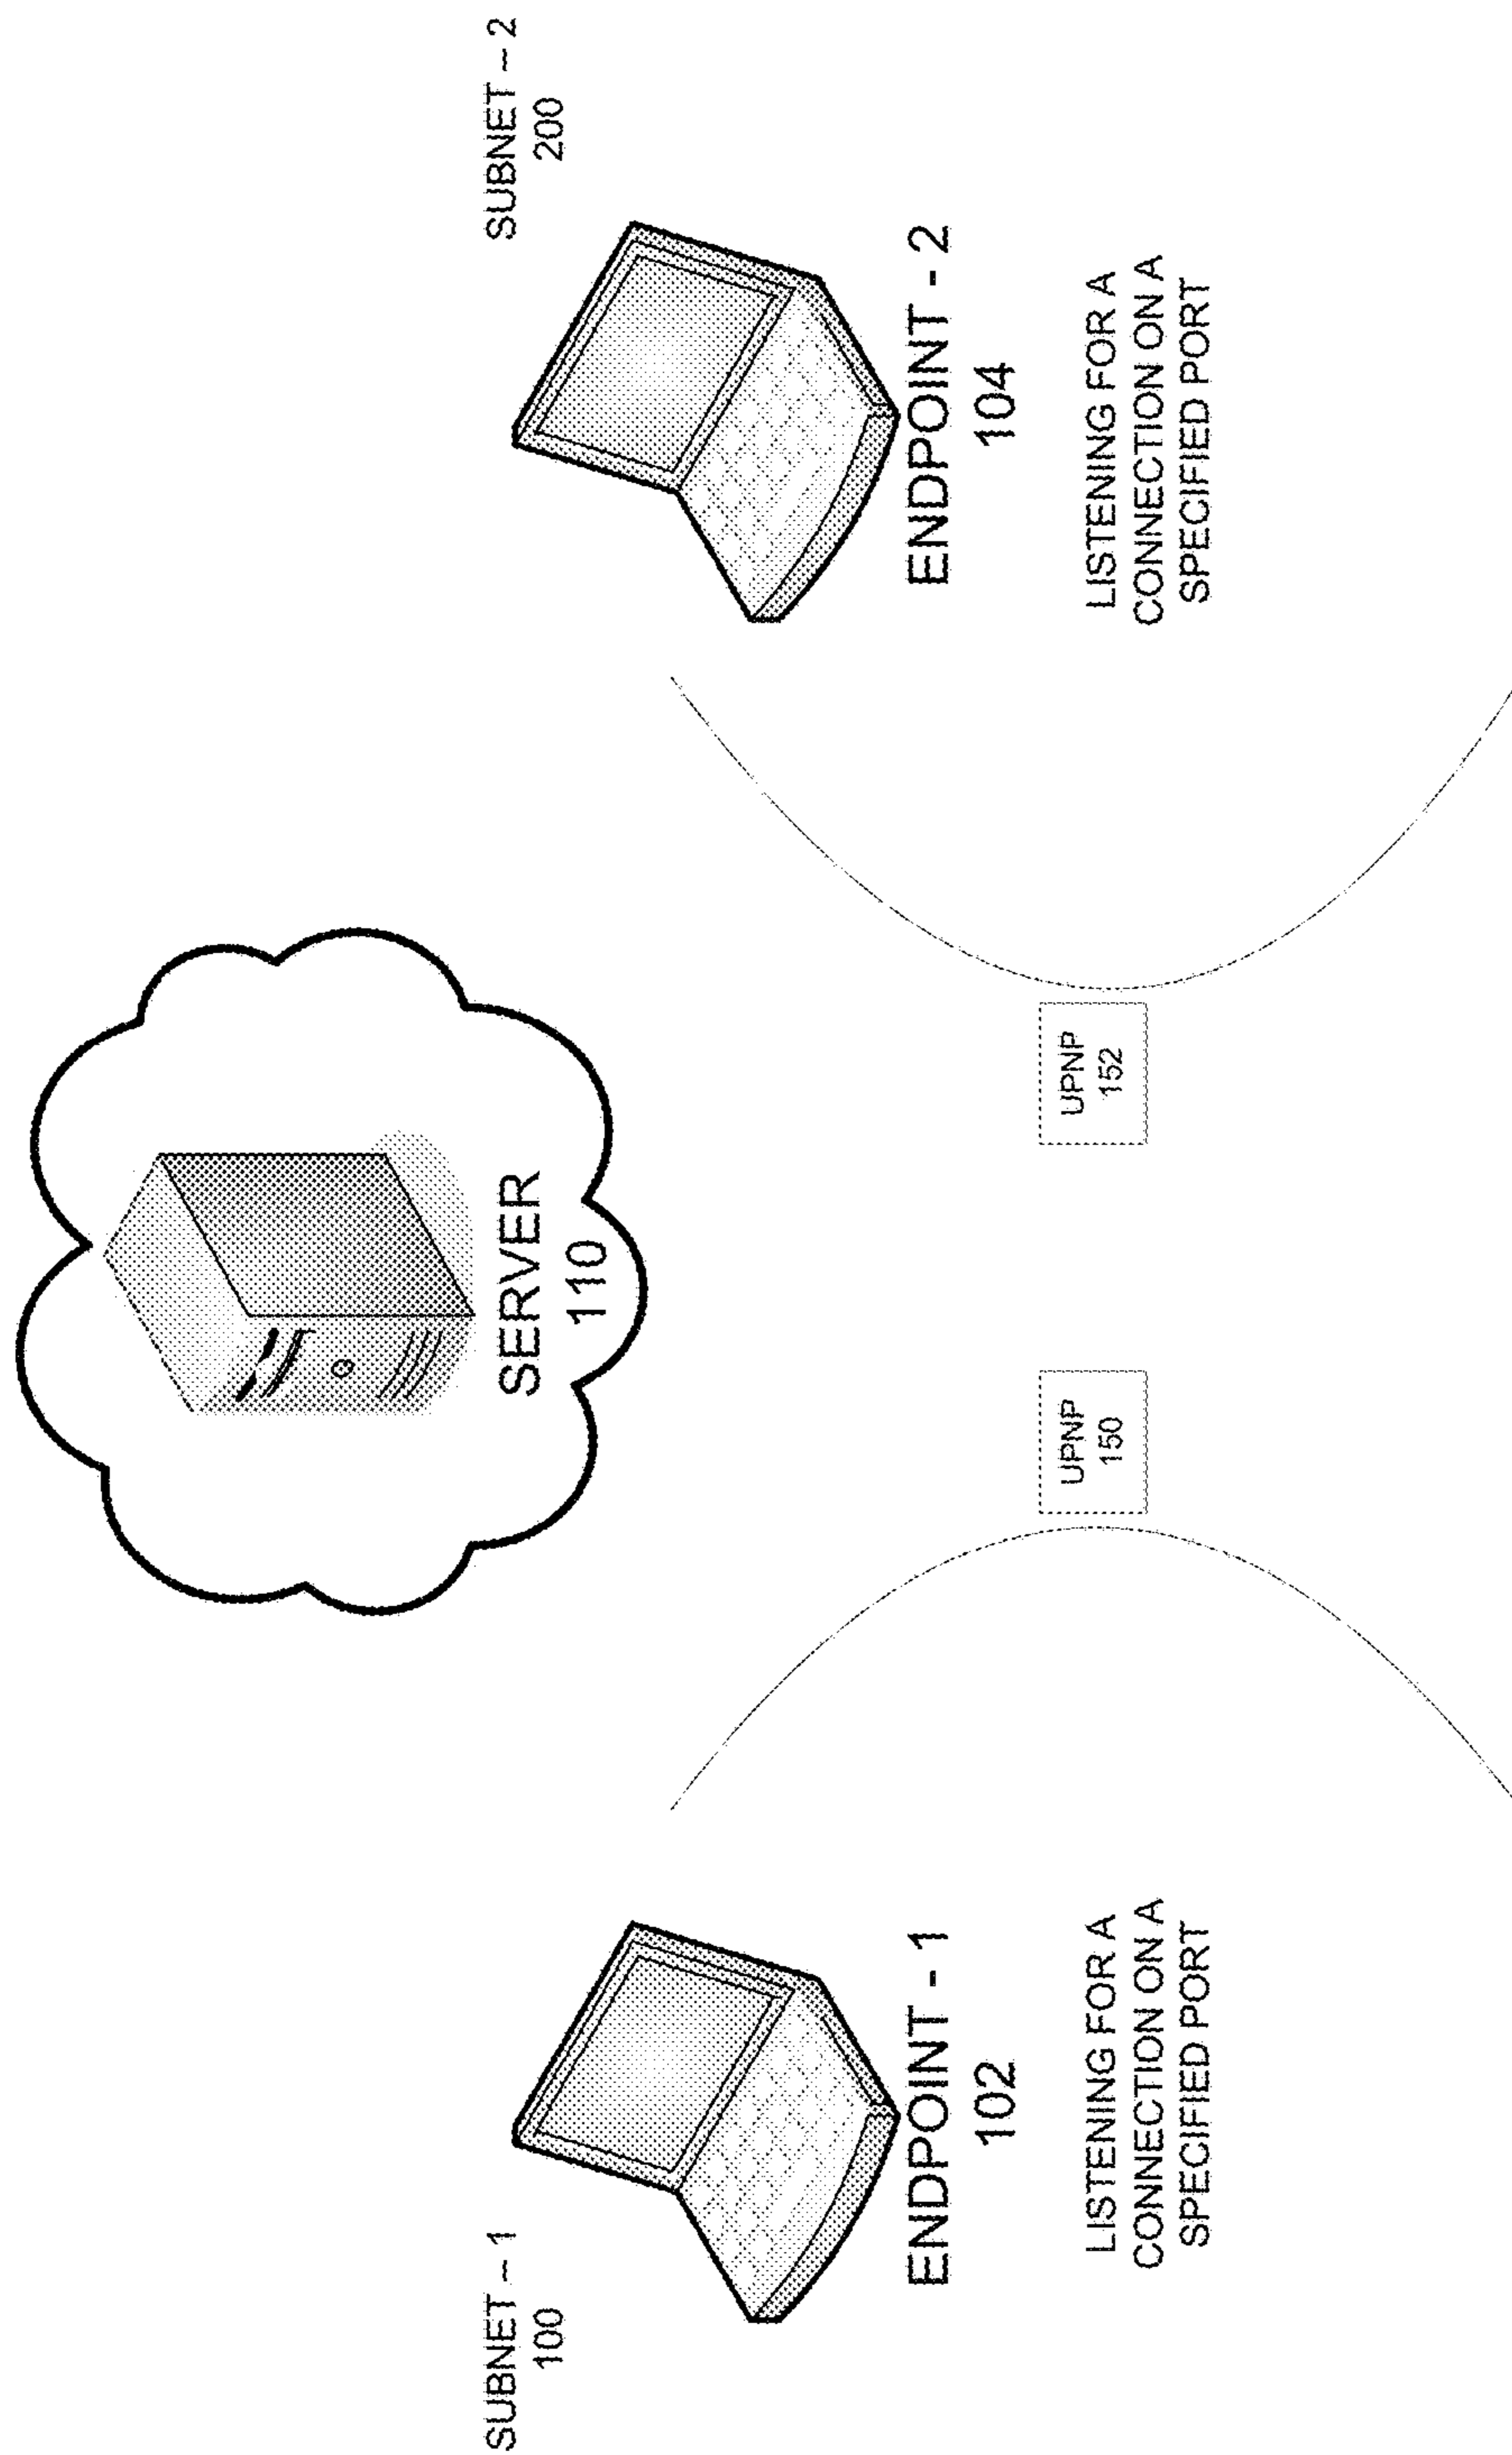 SERVER
110
SUBNET – 1
100
SUBNET – 2
200
ENDPOINT - 1
102
ENDPOINT - 2
104
UPNP
150
UPNP
152
LISTENING FOR A
CONNECTION ON A
SPECIFIED PORT
LISTENING FOR A
CONNECTION ON A
SPECIFIED PORT